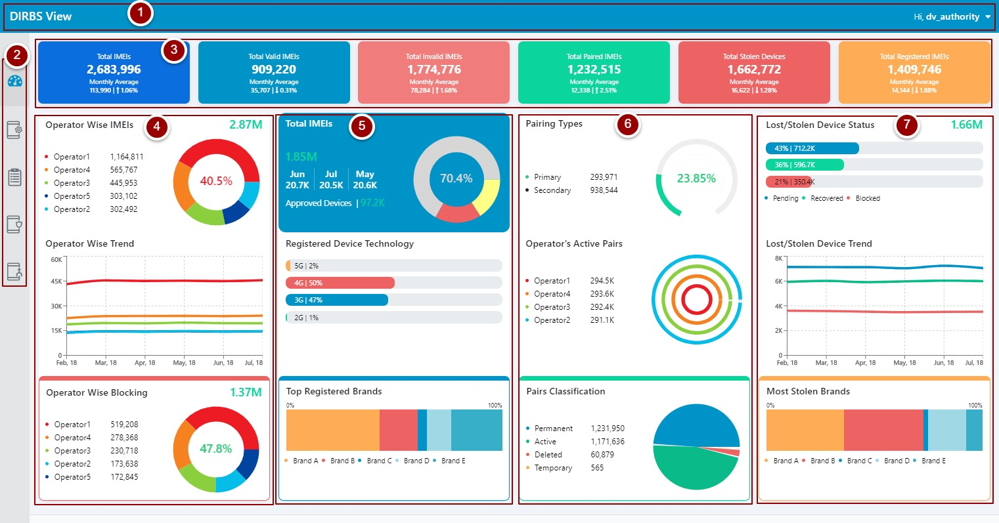 DIRBS View
1
Hi, dv_authority
2
3
Total IMEIs
2,683,996
Monthly Average
113,990 | ↑ 1.06%
Total Valid IMEIs
909,220
Monthly Average
35,707 | ↓ 0.31%
Total Invalid IMEIs
1,774,776
Monthly Average
78,284 | ↑ 1.68%
Total Paired IMEIs
1,232,515
Monthly Average
12,338 | ↑ 2.51%
Total Stolen Devices
1,662,772
Monthly Average
16,622 | ↓ 1.28%
Total Registered IMEIs
1,409,746
Monthly Average
14,144 | ↓ 1.88%
Operator Wise IMEIs
4
2.87M
Operator1 1,164,811
Operator4 565,767
Operator3 445,953
Operator5 303,102
Operator2 302,492
40.5%
Operator Wise Trend
60K
45K
30K
15K
0
Feb, 18 Mar, 18 Apr, 18 May, 18 Jun, 18 Jul, 18
Operator Wise Blocking
1.37M
Operator1 519,208
Operator4 278,368
Operator3 230,718
Operator2 173,638
Operator5 172,845
47.8%
Total IMEIs
5
1.85M
Jun Jul May
20.7K 20.5K 20.6K
Approved Devices | 97.2K
70.4%
Registered Device Technology
5G | 2%
4G | 50%
3G | 47%
2G | 1%
Top Registered Brands
0% 100%
Brand A Brand B Brand C Brand D Brand E
Pairing Types
6
Primary 293,971
Secondary 938,544
23.85%
Operator's Active Pairs
Operator1 294.5K
Operator4 293.6K
Operator3 292.4K
Operator2 291.1K
Pairs Classification
Permanent 1,231,950
Active 1,171,636
Deleted 60,879
Temporary 565
Lost/Stolen Device Status
7
1.66M
43% | 712.2K
36% | 596.7K
21% | 350.4K
Pending Recovered Blocked
Lost/Stolen Device Trend
8K
6K
4K
2K
0
Feb, 18 Mar, 18 Apr, 18 May, 18 Jun, 18 Jul, 18
Most Stolen Brands
0% 100%
Brand A Brand B Brand C Brand D Brand E